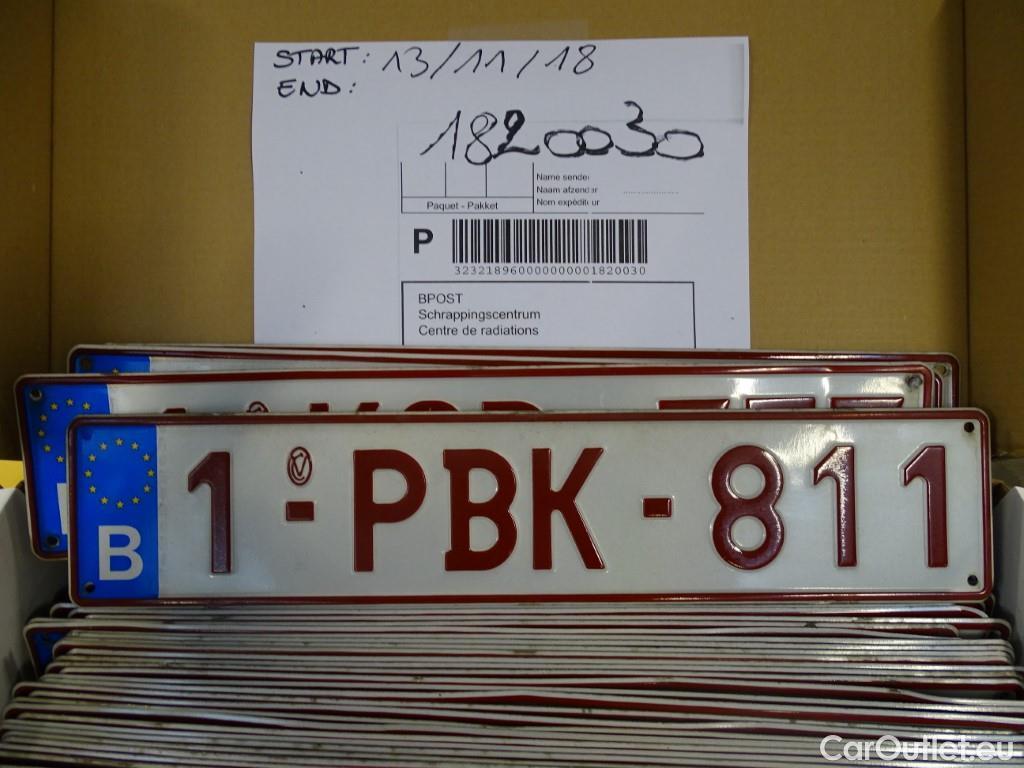 START: 13/11/18
END:
1820030
Name sender
Naam afzender
Nom expéditeur
Paquet - Pakket
P
323218960000000001820030
BPOST
Schrappingscentrum
Centre de radiations
B 1-PBK-811
CarOutlet.eu